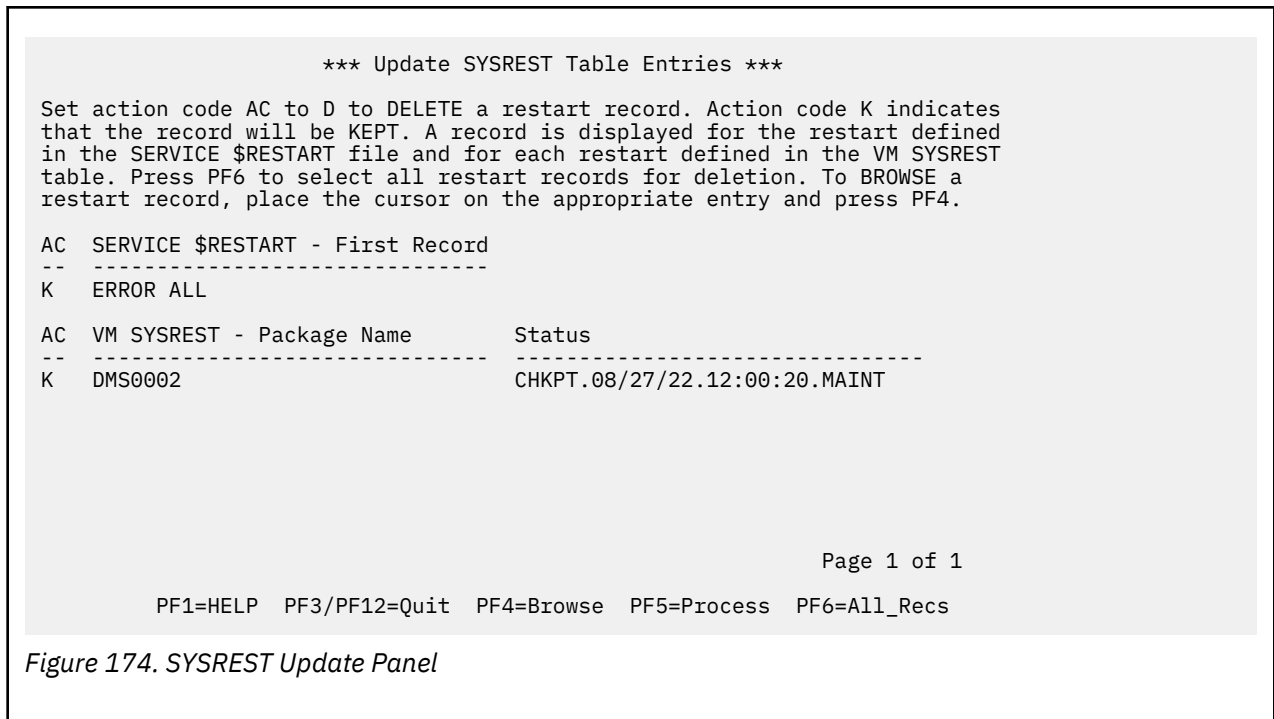 *** Update SYSREST Table Entries ***
Set action code AC to D to DELETE a restart record. Action code K indicates
that the record will be KEPT. A record is displayed for the restart defined
in the SERVICE $RESTART file and for each restart defined in the VM SYSREST
table. Press PF6 to select all restart records for deletion. To BROWSE a
restart record, place the cursor on the appropriate entry and press PF4.
AC  SERVICE $RESTART - First Record
--  -------------------------------
K   ERROR ALL
AC  VM SYSREST - Package Name        Status
--  -------------------------------  --------------------------------
K   DMS0002                          CHKPT.08/27/22.12:00:20.MAINT
Page 1 of 1
PF1=HELP  PF3/PF12=Quit  PF4=Browse  PF5=Process  PF6=All_Recs
Figure 174. SYSREST Update Panel